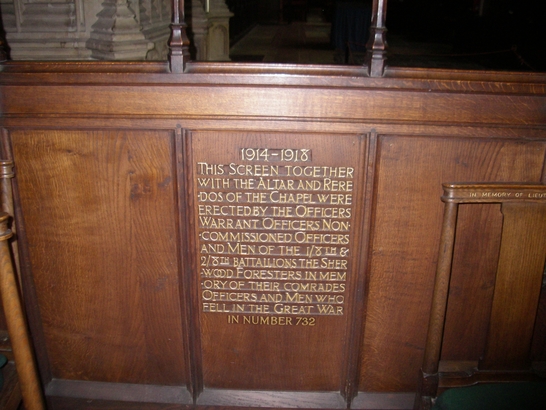 1914-1918
THIS SCREEN TOGETHER
WITH THE ALTAR AND RERE
-DOS OF THE CHAPEL WERE
ERECTED BY THE OFFICERS
WARRANT OFFICERS NON-
-COMMISSIONED OFFICERS
AND MEN OF THE 1/8TH &
2/8TH BATTALLIONS THE SHER
-WOOD FORESTERS IN MEM
-ORY OF THEIR COMRADES
OFFICERS AND MEN WHO
FELL IN THE GREAT WAR
IN NUMBER 732
IN MEMORY OF LIEUT